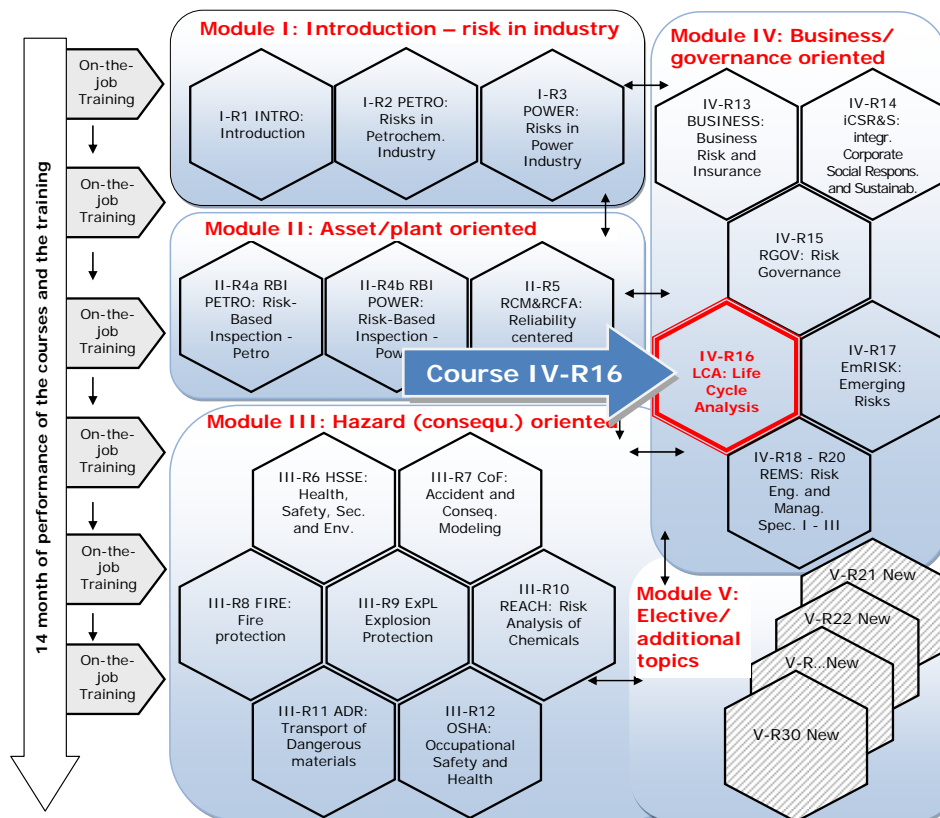 14 month of performance of the courses and the training
On-the-
job
Training
On-the-
job
Training
On-the-
job
Training
On-the-
job
Training
On-the-
job
Training
On-the-
job
Training
Module I: Introduction – risk in industry
I-R1 INTRO:
Introduction
I-R2 PETRO:
Risks in
Petrochem.
Industry
I-R3
POWER:
Risks in
Power
Industry
Module II: Asset/plant oriented
II-R4a RBI
PETRO: Risk-
Based
Inspection -
Petro
II-R4b RBI
POWER:
Risk-Based
Inspection -
II-R5
RCM&RCFA:
Reliability
centered
Course IV-R16
Module III: Hazard (consequ.) oriented
III-R6 HSSE:
Health,
Safety, Sec.
and Env.
III-R7 CoF:
Accident and
Conseq.
Modeling
III-R8 FIRE:
Fire
protection
III-R9 ExPL
Explosion
Protection
III-R10
REACH: Risk
Analysis of
Chemicals
III-R11 ADR:
Transport of
Dangerous
materials
III-R12
OSHA:
Occupational
Safety and
Health
Module IV: Business/
governance oriented
IV-R13
BUSINESS:
Business
Risk and
Insurance
IV-R14
iCSR&S:
integr.
Corporate
Social Respons.
and Sustainab.
IV-R15
RGOV: Risk
Governance
IV-R16
LCA: Life
Cycle
Analysis
IV-R17
EmRISK:
Emerging
Risks
IV-R18 - R20
REMS: Risk
Eng. and
Manag.
Spec. I - III
Module V:
Elective/
additional
topics
V-R21 New
V-R22 New
V-R...New
V-R30 New